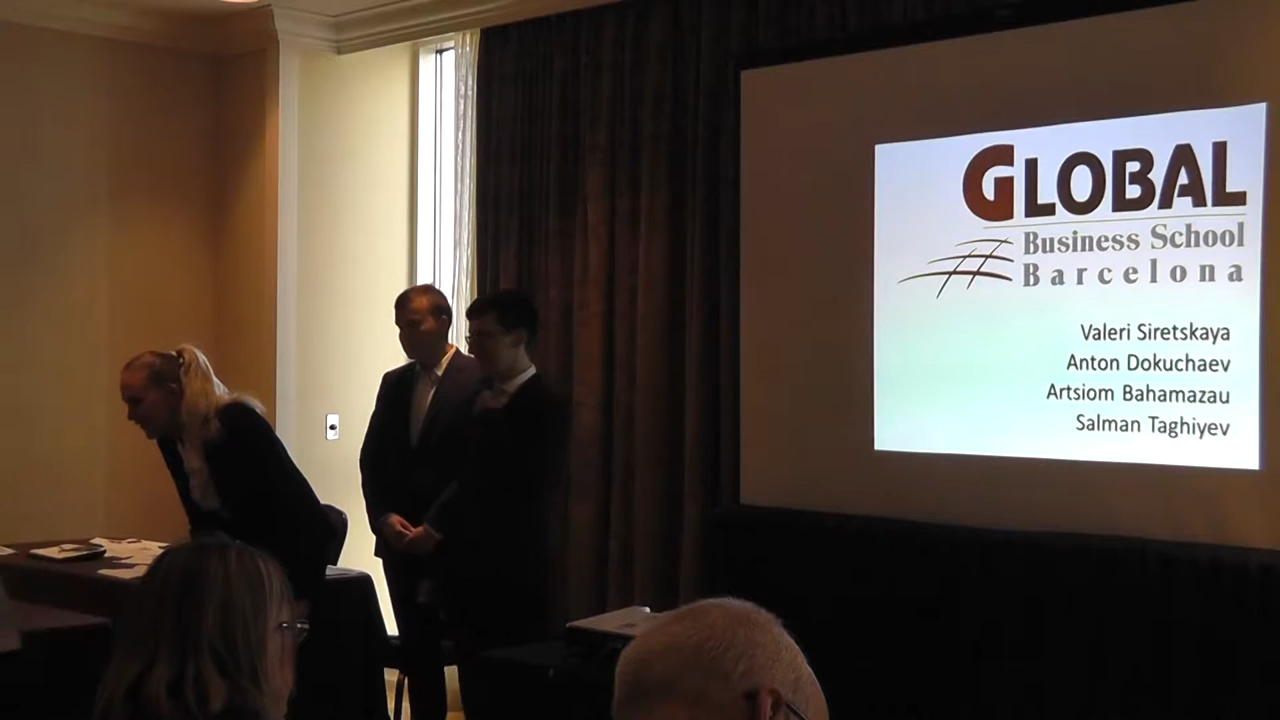 GLOBAL
Business School
Barcelona
Valeri Siretskaya
Anton Dokuchaev
Artsiom Bahamazau
Salman Taghiyev